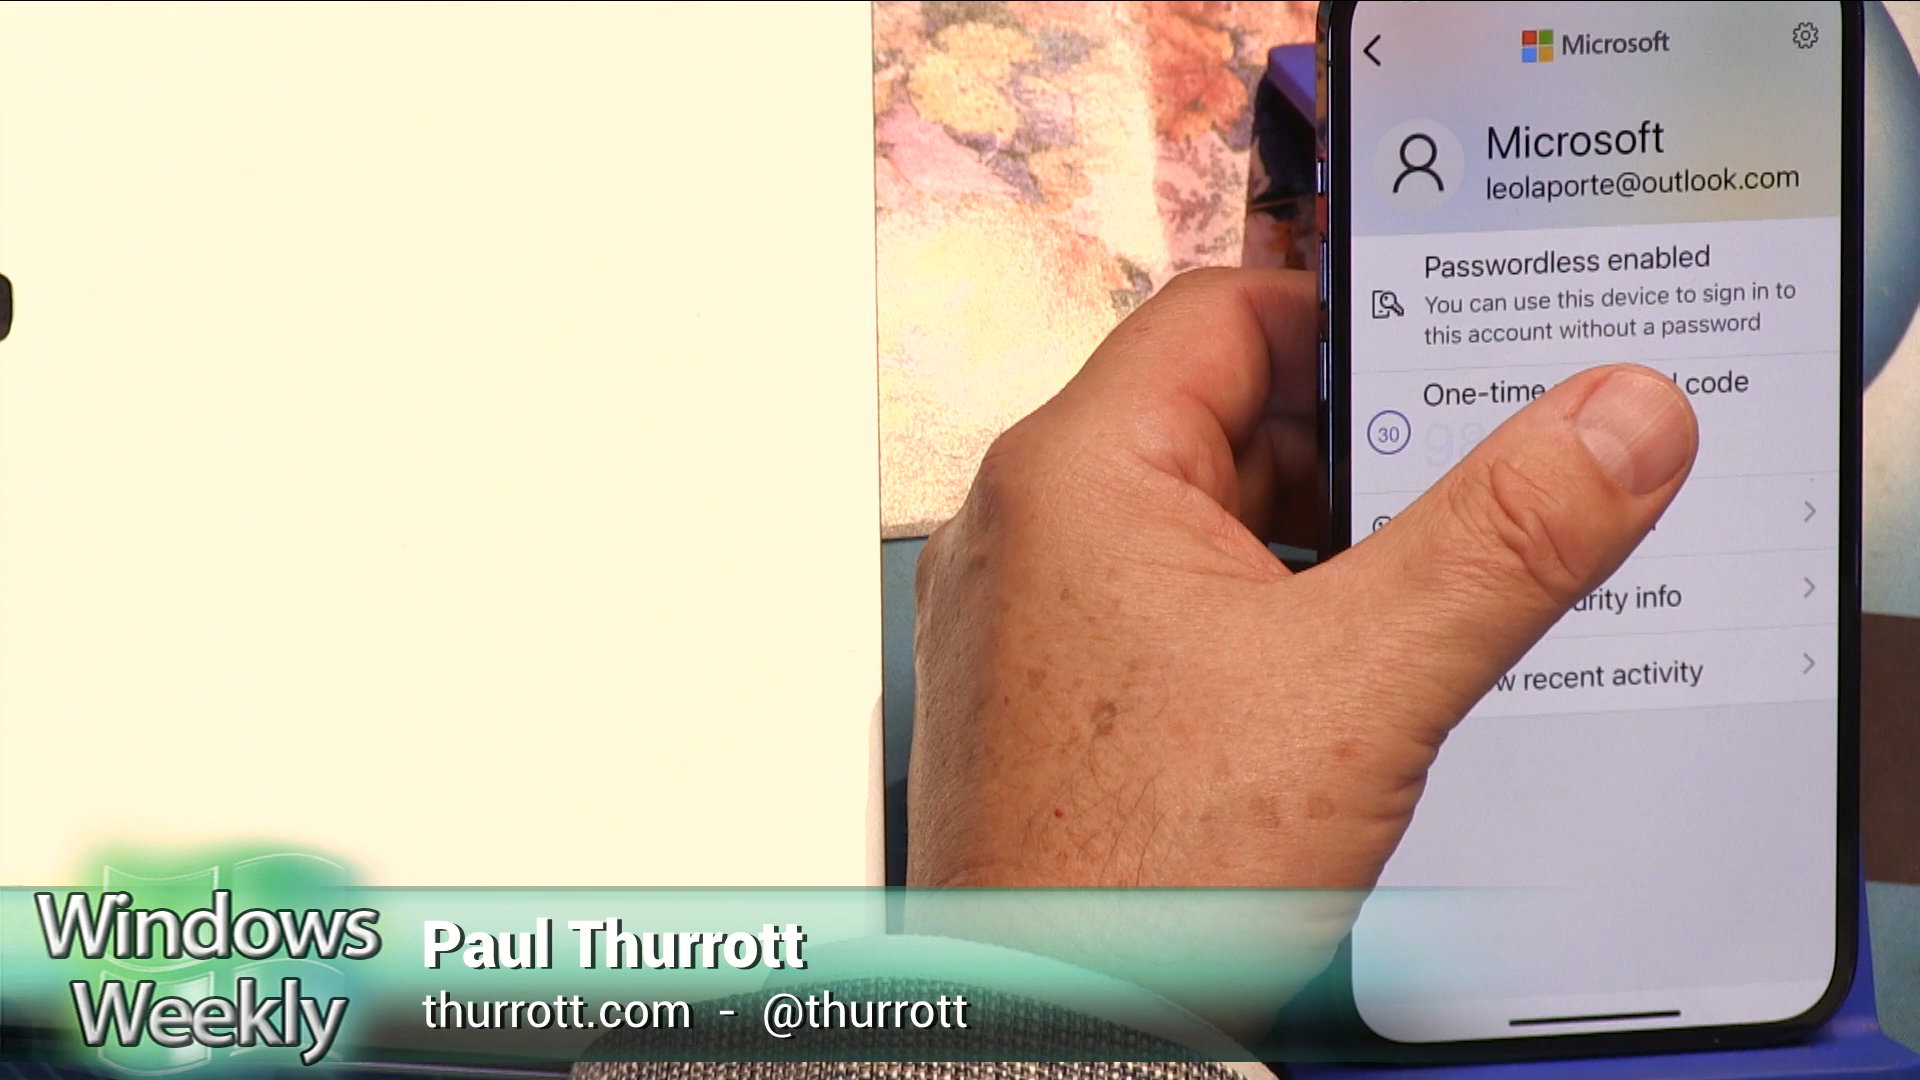 Microsoft
Microsoft
leolaporte@outlook.com
Passwordless enabled
You can use this device to sign in to
this account without a password
One-time code
30
info
recent activity
Windows
Weekly
Paul Thurrott
thurrott.com - @thurrott